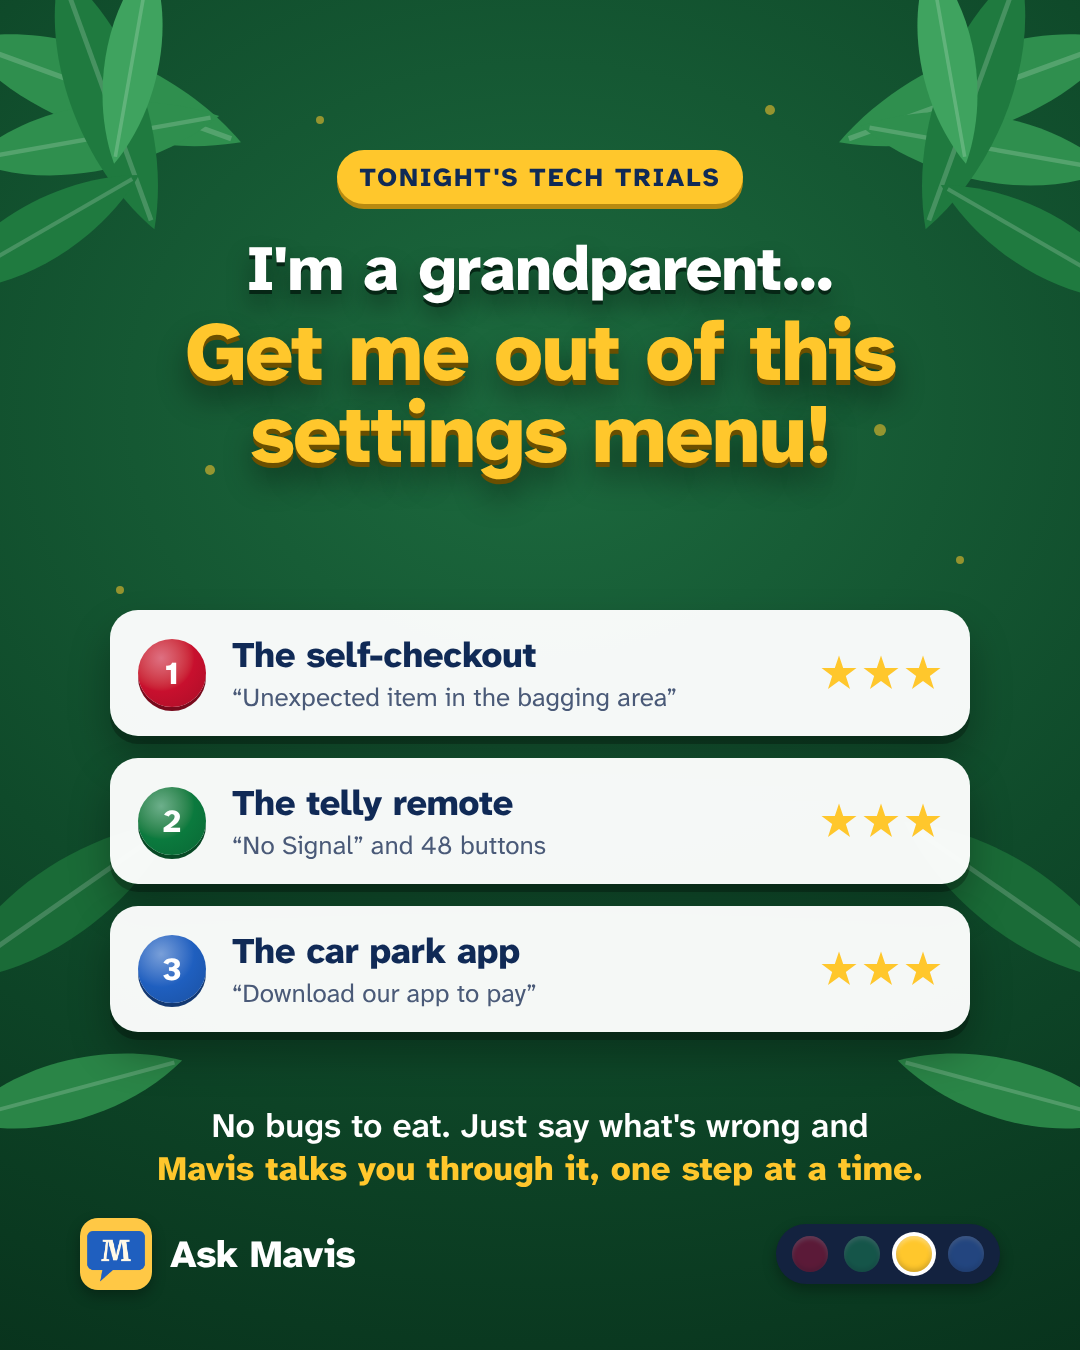 TONIGHT'S TECH TRIALS
I'm a grandparent...
Get me out of this
settings menu!
1
The self-checkout
“Unexpected item in the bagging area”
2
The telly remote
“No Signal” and 48 buttons
3
The car park app
“Download our app to pay”
No bugs to eat. Just say what's wrong and
Mavis talks you through it, one step at a time.
M
Ask Mavis